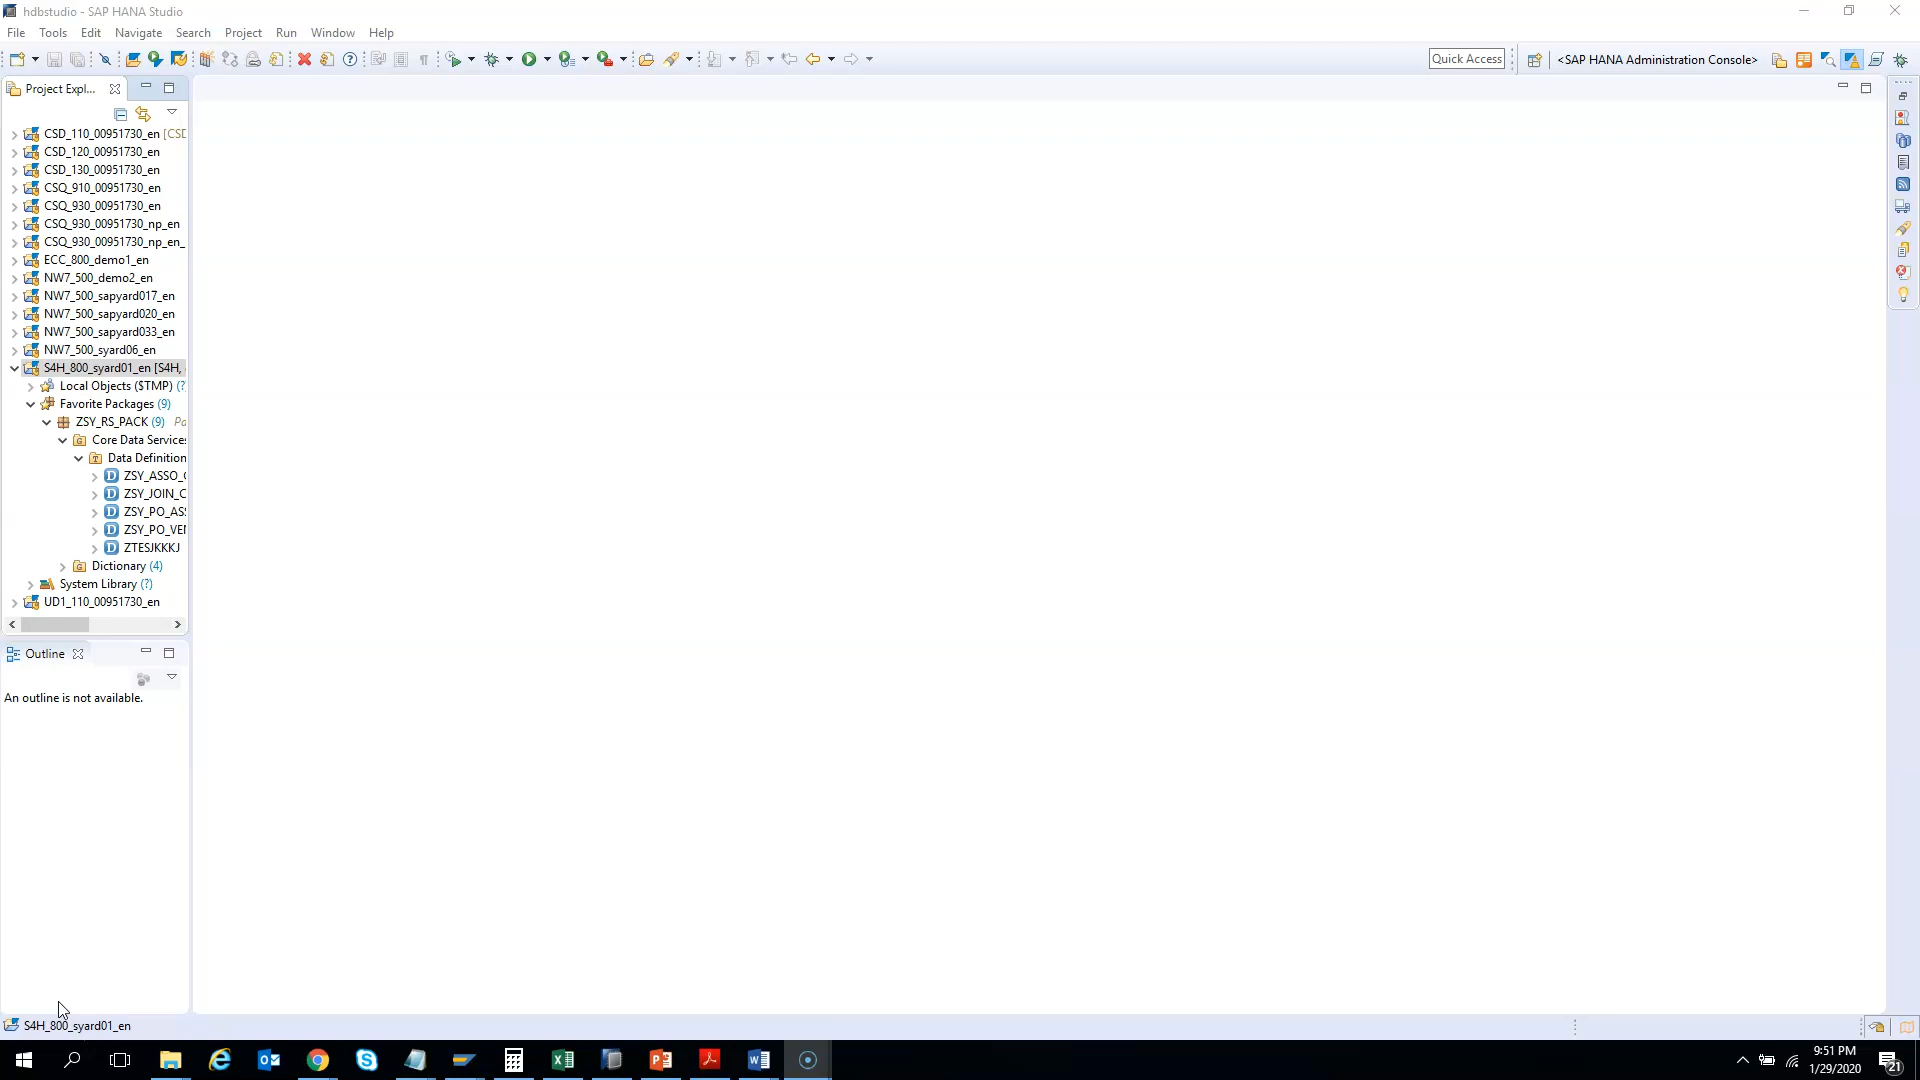 hdbstudio - SAP HANA Studio
File Tools Edit Navigate Search Project Run Window Help
Quick Access
<SAP HANA Administration Console>
Project Expl...
CSD_110_00951730_en [CSD
CSD_120_00951730_en
CSD_130_00951730_en
CSQ_910_00951730_en
CSQ_930_00951730_en
CSQ_930_00951730_np_en
CSQ_930_00951730_np_en_
ECC_800_demo1_en
NW7_500_demo2_en
NW7_500_sapyard017_en
NW7_500_sapyard020_en
NW7_500_sapyard033_en
NW7_500_syard06_en
S4H_800_syard01_en [S4H,
Local Objects ($TMP) (?
Favorite Packages (9)
ZSY_RS_PACK (9) Pa
Core Data Services
Data Definition
ZSY_ASSO_
ZSY_JOIN_C
ZSY_PO_AS
ZSY_PO_VE
ZTESJKKKJ
Dictionary (4)
System Library (?)
UD1_110_00951730_en
Outline
An outline is not available.
S4H_800_syard01_en
9:51 PM
1/29/2020
21